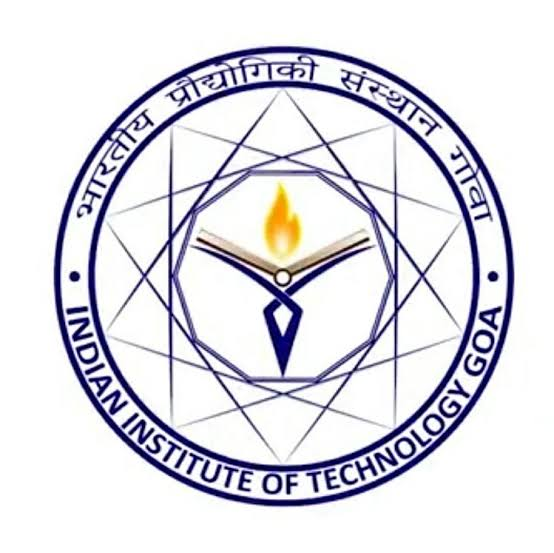 भारतीय प्रौद्योगिकी संस्थान गोवा
• INDIAN INSTITUTE OF TECHNOLOGY GOA •